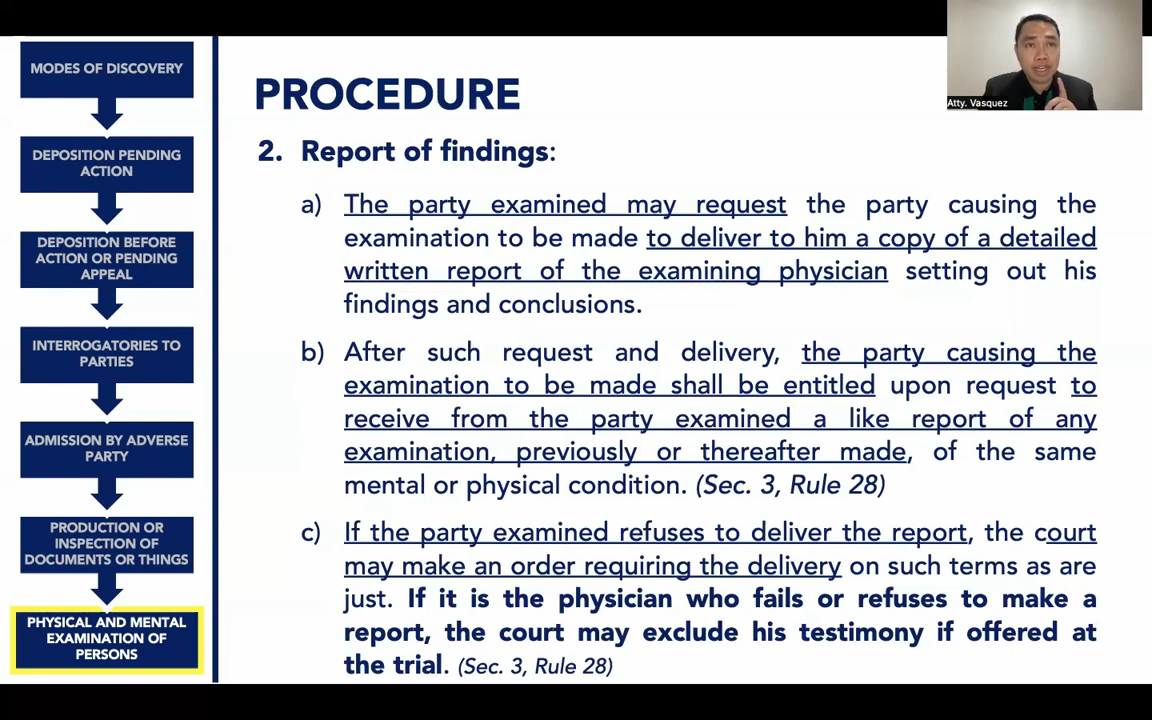 MODES OF DISCOVERY
DEPOSITION PENDING
ACTION
DEPOSITION BEFORE
ACTION OR PENDING
APPEAL
INTERROGATORIES TO
PARTIES
ADMISSION BY ADVERSE
PARTY
PRODUCTION OR
INSPECTION OF
DOCUMENTS OR THINGS
PHYSICAL AND MENTAL
EXAMINATION OF
PERSONS
PROCEDURE
2. Report of findings:
a) The party examined may request the party causing the
examination to be made to deliver to him a copy of a detailed
written report of the examining physician setting out his
findings and conclusions.
b) After such request and delivery, the party causing the
examination to be made shall be entitled upon request to
receive from the party examined a like report of any
examination, previously or thereafter made, of the same
mental or physical condition. (Sec. 3, Rule 28)
c) If the party examined refuses to deliver the report, the court
may make an order requiring the delivery on such terms as are
just. If it is the physician who fails or refuses to make a
report, the court may exclude his testimony if offered at
the trial. (Sec. 3, Rule 28)
Atty. Vasquez